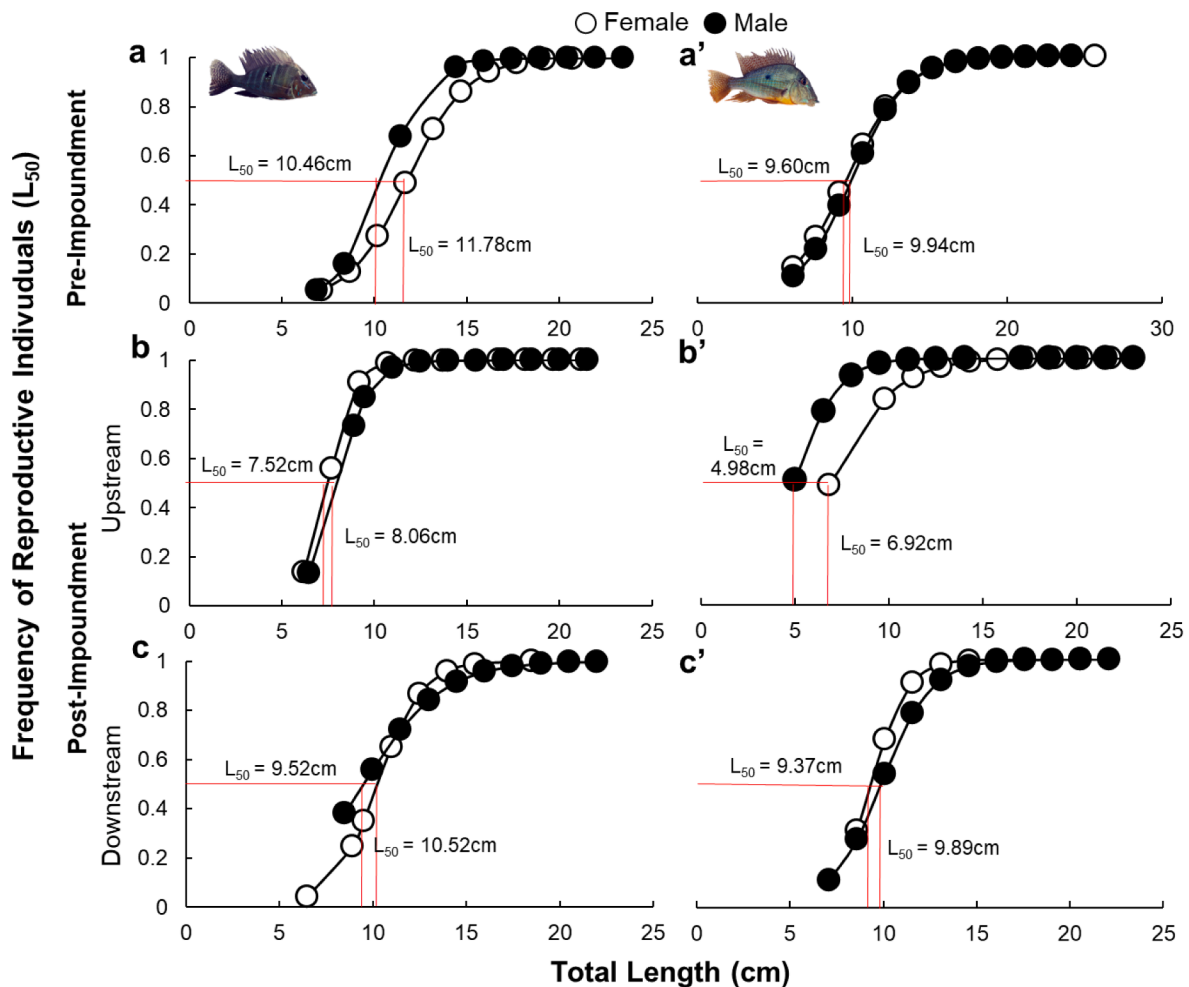 Female Male
a a'
Frequency of Reproductive Indivuduals (L50)
Pre-Impoundment
1
0.8
0.6
0.4
0.2
0
L50 = 10.46cm
L50 = 11.78cm
0 5 10 15 20 25
L50 = 9.60cm
L50 = 9.94cm
0 10 20 30
Post-Impoundment
Upstream
b b'
1
0.8
0.6
0.4
0.2
0
L50 = 7.52cm
L50 = 8.06cm
0 5 10 15 20 25
L50 =
4.98cm
L50 = 6.92cm
0 5 10 15 20 25
Downstream
c c'
1
0.8
0.6
0.4
0.2
0
L50 = 9.52cm
L50 = 10.52cm
0 5 10 15 20 25
L50 = 9.37cm
L50 = 9.89cm
0 5 10 15 20 25
Total Length (cm)